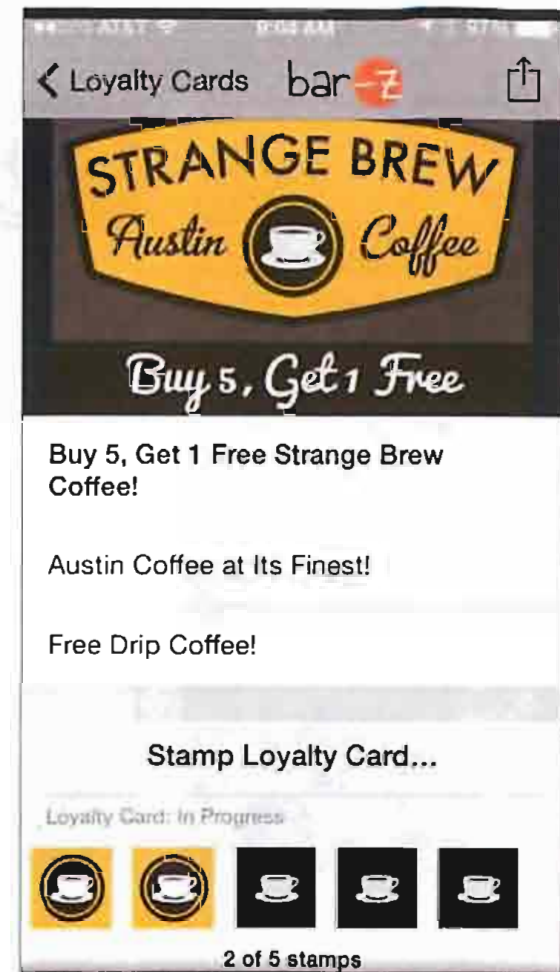 Loyalty Cards bar-z
STRANGE BREW
Austin Coffee
Buy 5, Get 1 Free
Buy 5, Get 1 Free Strange Brew
Coffee!
Austin Coffee at Its Finest!
Free Drip Coffee!
Stamp Loyalty Card...
Loyalty Card: In Progress
2 of 5 stamps